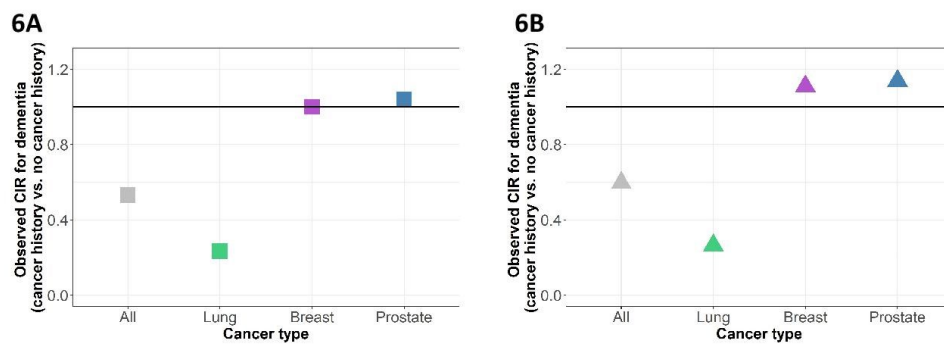 6A
Observed CIR for dementia
(cancer history vs. no cancer history)
1.2
0.8
0.4
0.0
All Lung Breast Prostate
Cancer type
6B
Observed CIR for dementia
(cancer history vs. no cancer history)
1.2
0.8
0.4
0.0
All Lung Breast Prostate
Cancer type